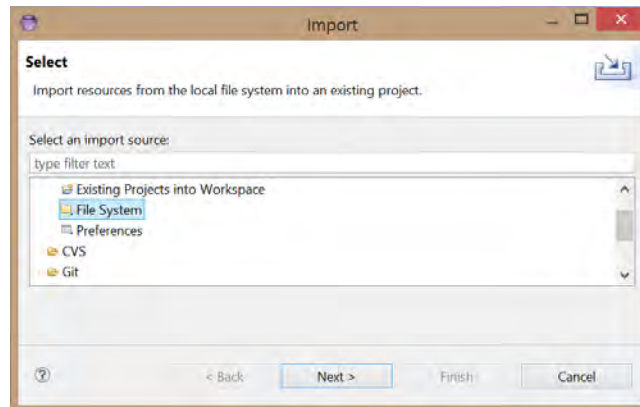 Import
Select
Import resources from the local file system into an existing project.
Select an import source:
type filter text
Existing Projects into Workspace
File System
Preferences
CVS
Git
? < Back Next > Finish Cancel